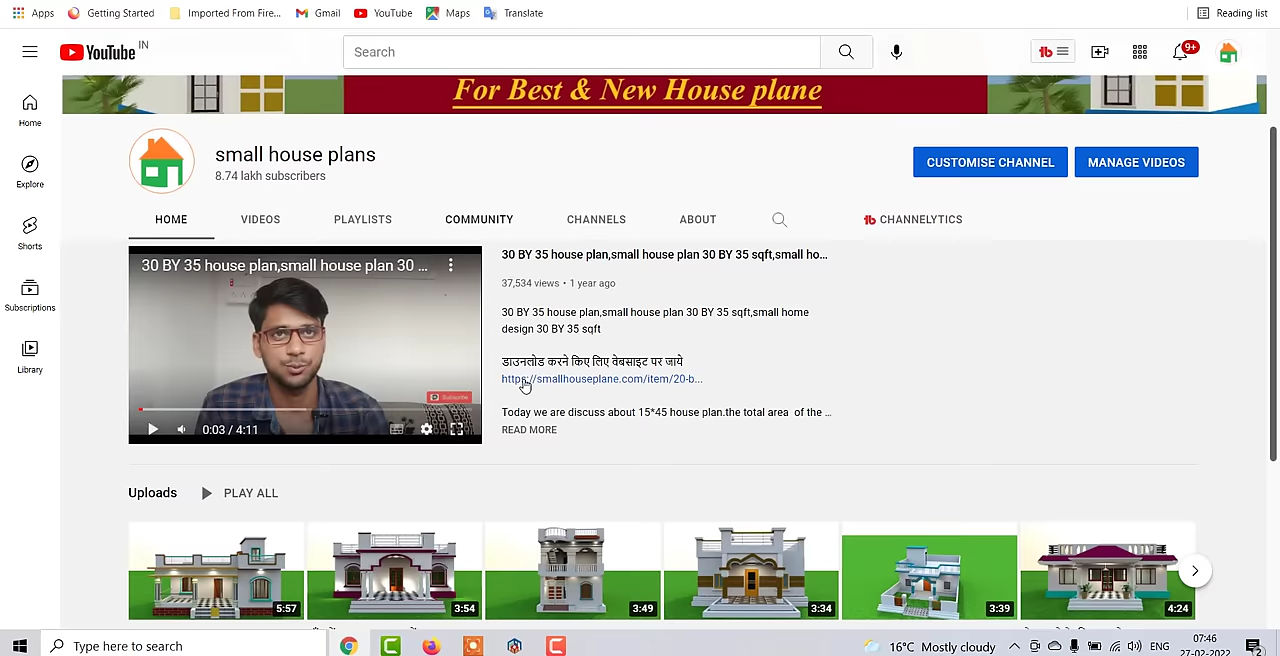 Apps Getting Started Imported From Fire... Gmail YouTube Maps Translate Reading list
YouTube IN Search 9+
For Best & New House plane
Home
Explore
Shorts
Subscriptions
Library
small house plans
8.74 lakh subscribers
CUSTOMISE CHANNEL MANAGE VIDEOS
HOME VIDEOS PLAYLISTS COMMUNITY CHANNELS ABOUT CHANNELYTICS
30 BY 35 house plan,small house plan 30 ...
Subscribe
0:03 / 4:11
30 BY 35 house plan,small house plan 30 BY 35 sqft,small ho...
37,534 views • 1 year ago
30 BY 35 house plan,small house plan 30 BY 35 sqft,small home
design 30 BY 35 sqft
डाउनलोड करने किए लिए वेबसाइट पर जाये
https://smallhouseplane.com/item/20-b...
Today we are discuss about 15*45 house plan.the total area of the ...
READ MORE
Uploads PLAY ALL
5:57 3:54 3:49 3:34 3:39 4:24
Type here to search 16°C Mostly cloudy ENG 07:46
27-02-2022 2